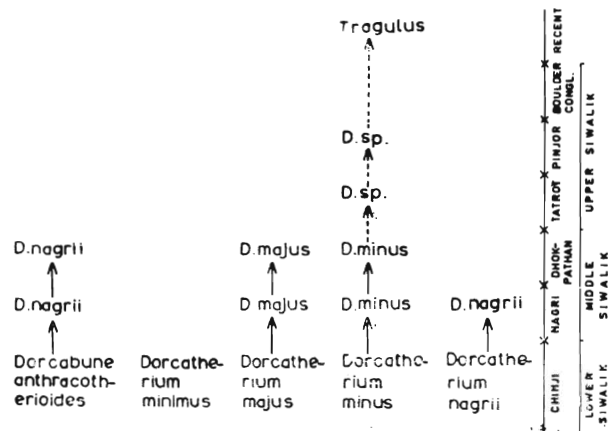 Tragulus
D.sp.
D.sp.
D.nagrii
D.majus
D.minus
D.nagrii
D majus
D.minus
D.nagrii
Dorcabune
anthracoth-
erioides
Dorcathe-
rium
minimus
Dorcathe-
rium
majus
Dorcathe-
rium
minus
Dorcathe-
rium
nagrii
RECENT
BOULDER
CONGL.
PINJOR
TATROT
DHOK-
PATHAN
NAGRI
CHINJI
UPPER SIWALIK
MIDDLE
SIWALIK
LOWER
SIWALIK